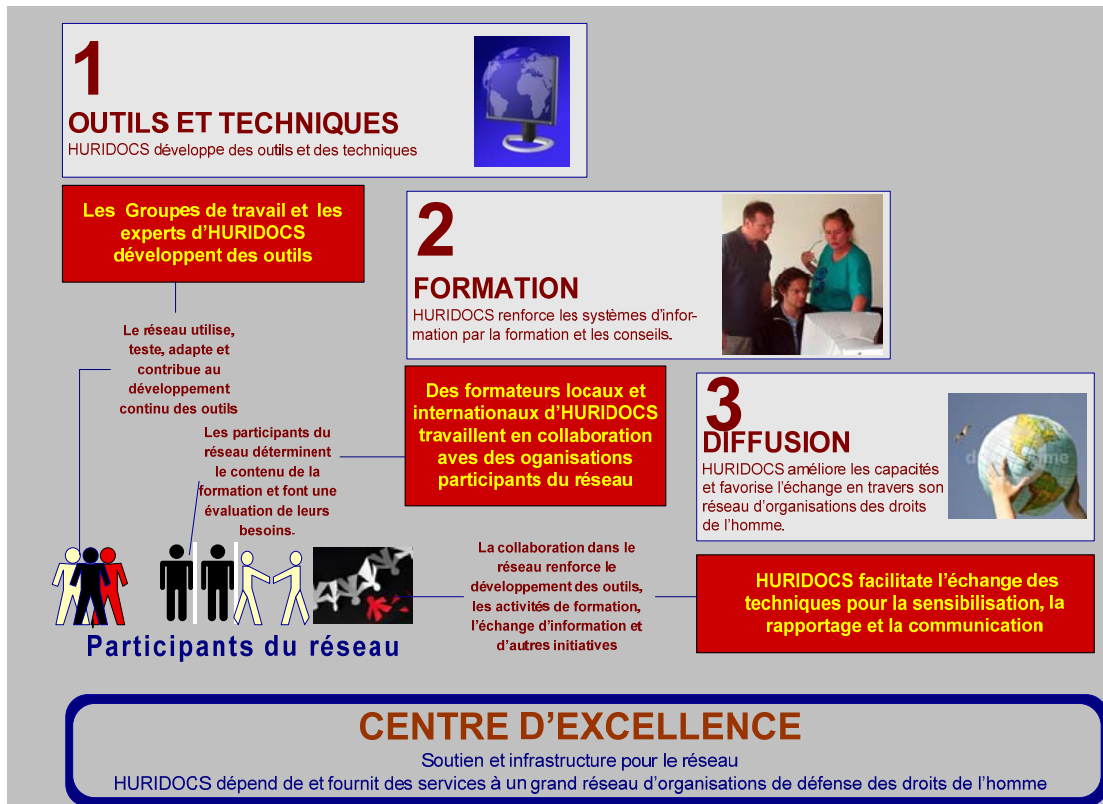 1
OUTILS ET TECHNIQUES
HURIDOCS développe des outils et des techniques
Les Groupes de travail et les
experts d’HURIDOCS
développent des outils
Le réseau utilise,
teste, adapte et
contribue au
développement
continu des outils
2
FORMATION
HURIDOCS renforce les systèmes d’infor-
mation par la formation et les conseils.
Des formateurs locaux et
internationaux d’HURIDOCS
travaillent en collaboration
aves des oganisations
participants du réseau
Les participants du
réseau déterminent
le contenu de la
formation et font une
évaluation de leurs
besoins.
3
DIFFUSION
HURIDOCS améliore les capacités
et favorise l’échange en travers son
réseau d’organisations des droits
de l’homme.
HURIDOCS facilitate l’échange des
techniques pour la sensibilisation, la
rapportage et la communication
La collaboration dans le
réseau renforce le
développement des outils,
les activités de formation,
l’échange d’information et
d’autres initiatives
Participants du réseau
CENTRE D’EXCELLENCE
Soutien et infrastructure pour le réseau
HURIDOCS dépend de et fournit des services à un grand réseau d’organisations de défense des droits de l’homme